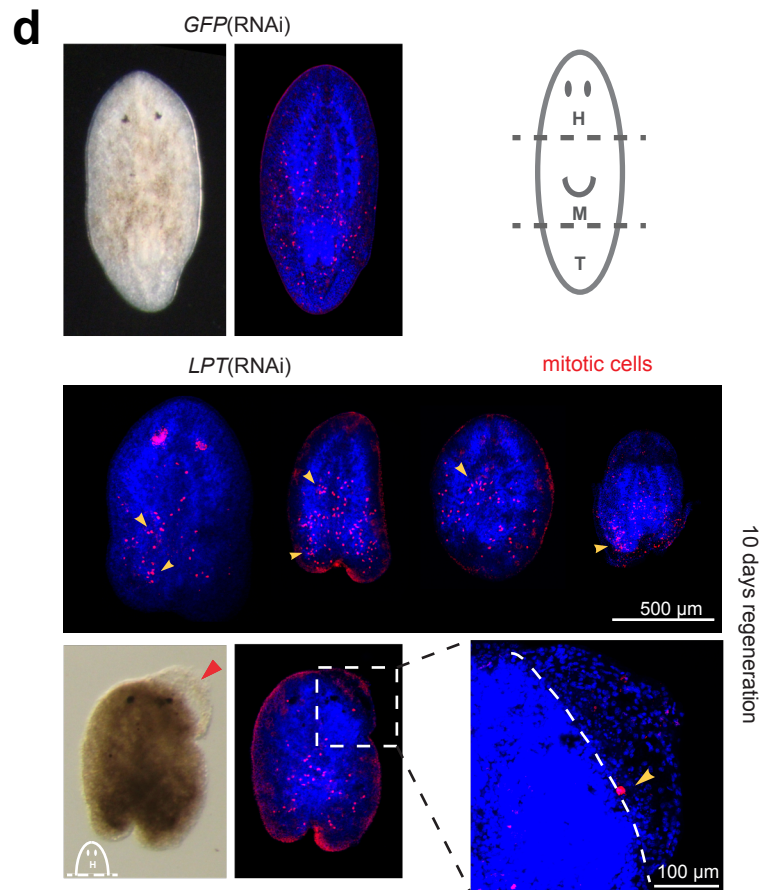 d
GFP(RNAi)
H
M
T
LPT(RNAi)
mitotic cells
500 µm
10 days regeneration
H
100 µm